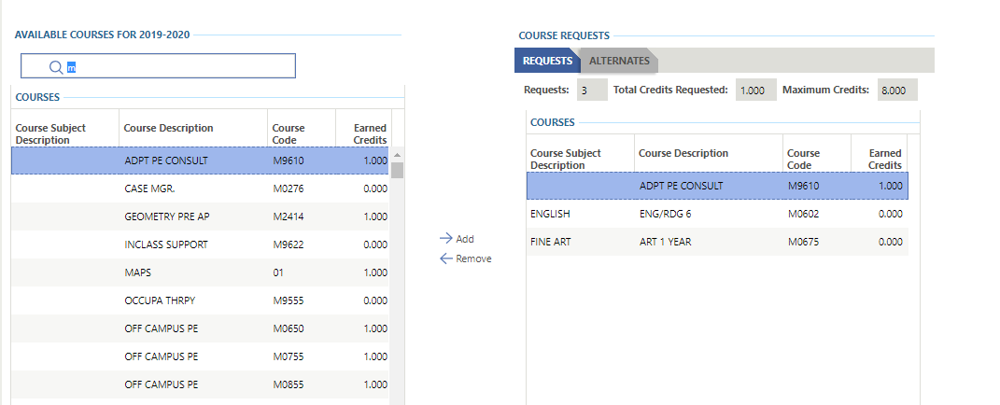 AVAILABLE COURSES FOR 2019-2020
m
COURSES
Course Subject Description Course Description Course Code Earned Credits
ADPT PE CONSULT M9610 1.000
CASE MGR. M0276 0.000
GEOMETRY PRE AP M2414 1.000
INCLASS SUPPORT M9622 0.000
MAPS 01 1.000
OCCUPA THRPY M9555 0.000
OFF CAMPUS PE M0650 1.000
OFF CAMPUS PE M0755 1.000
OFF CAMPUS PE M0855 1.000
Add
Remove
COURSE REQUESTS
REQUESTS ALTERNATES
Requests: 3 Total Credits Requested: 1.000 Maximum Credits: 8.000
COURSES
Course Subject Description Course Description Course Code Earned Credits
ADPT PE CONSULT M9610 1.000
ENGLISH ENG/RDG 6 M0602 0.000
FINE ART ART 1 YEAR M0675 0.000